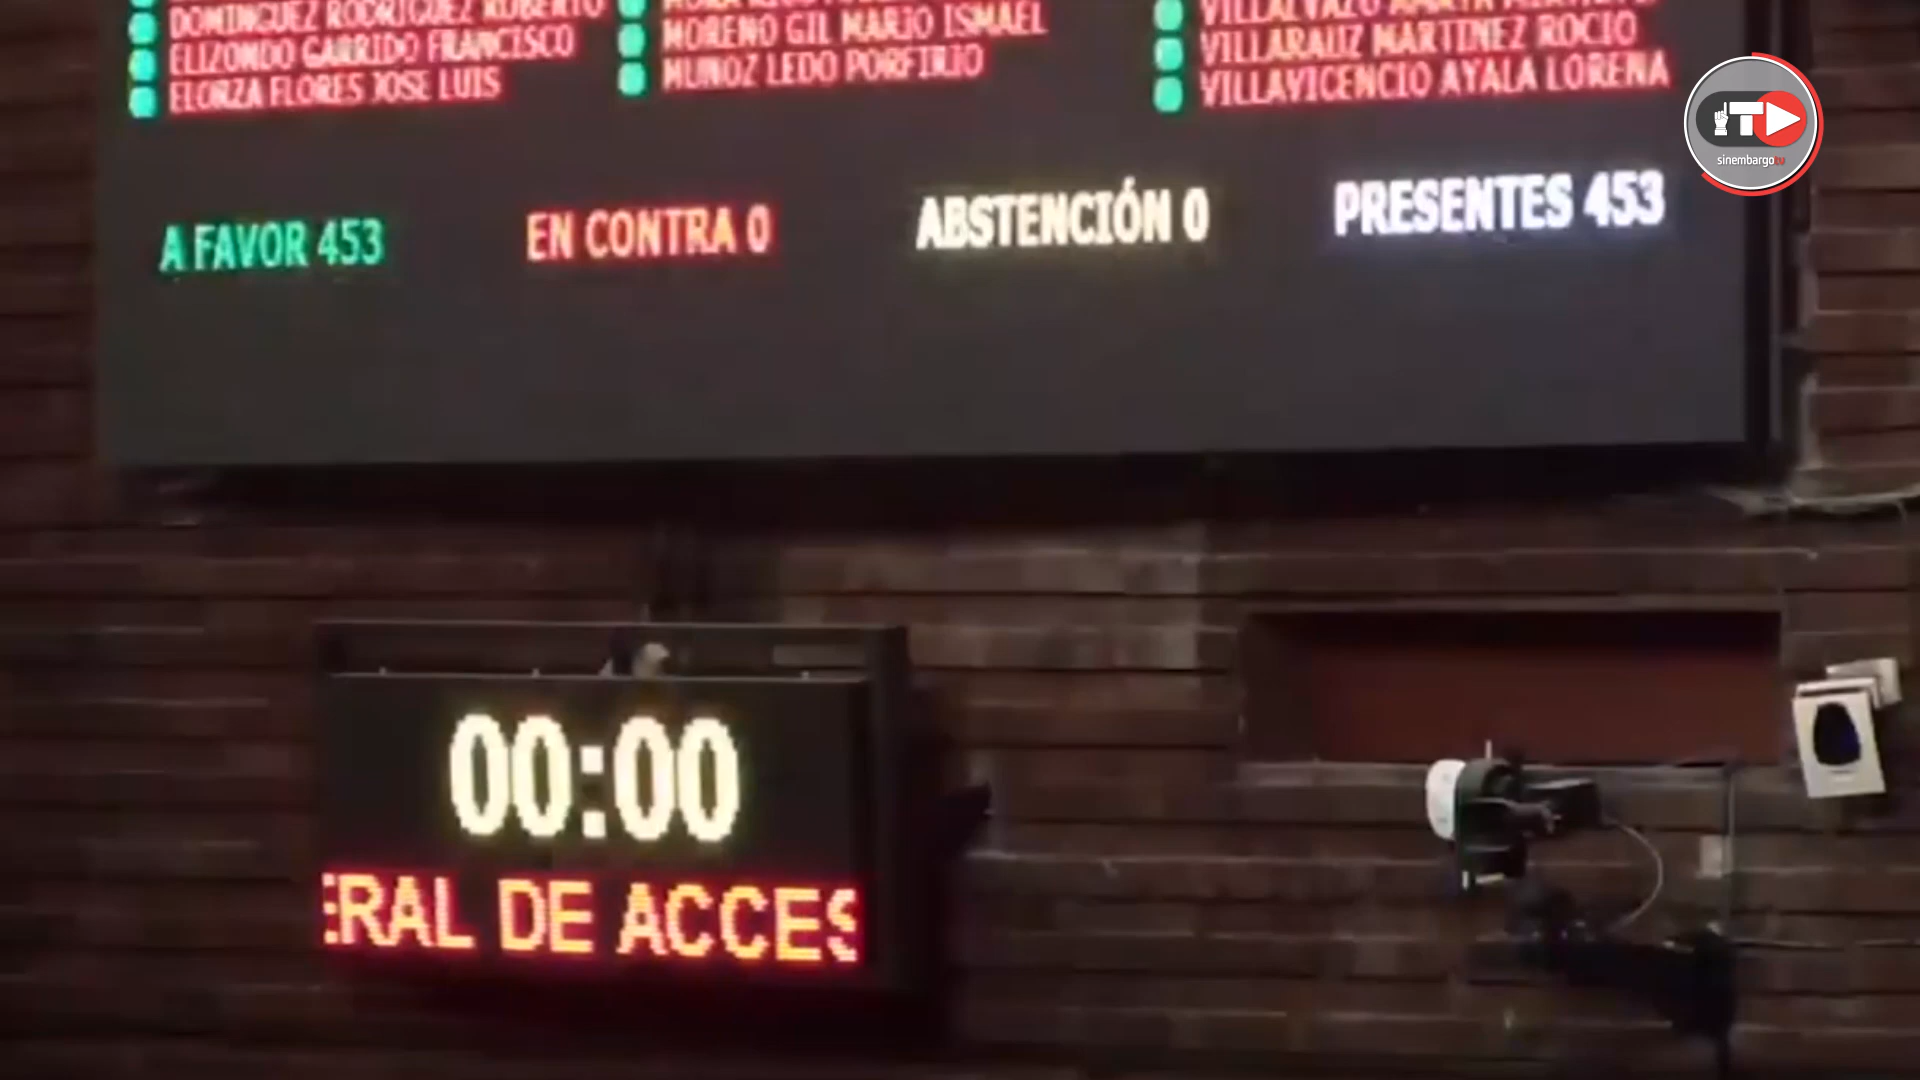 DOMINGUEZ RODRIGUEZ ROBERTO
ELIZONDO GARRIDO FRANCISCO
ELORZA FLORES JOSE LUIS
MORENO GIL MARIO ISMAEL
MUÑOZ LEDO PORFIRIO
VILLARAUZ MARTINEZ ROCIO
VILLAVICENCIO AYALA LORENA
A FAVOR 453
EN CONTRA 0
ABSTENCIÓN 0
PRESENTES 453
sinembargo tv
00:00
ERAL DE ACCES